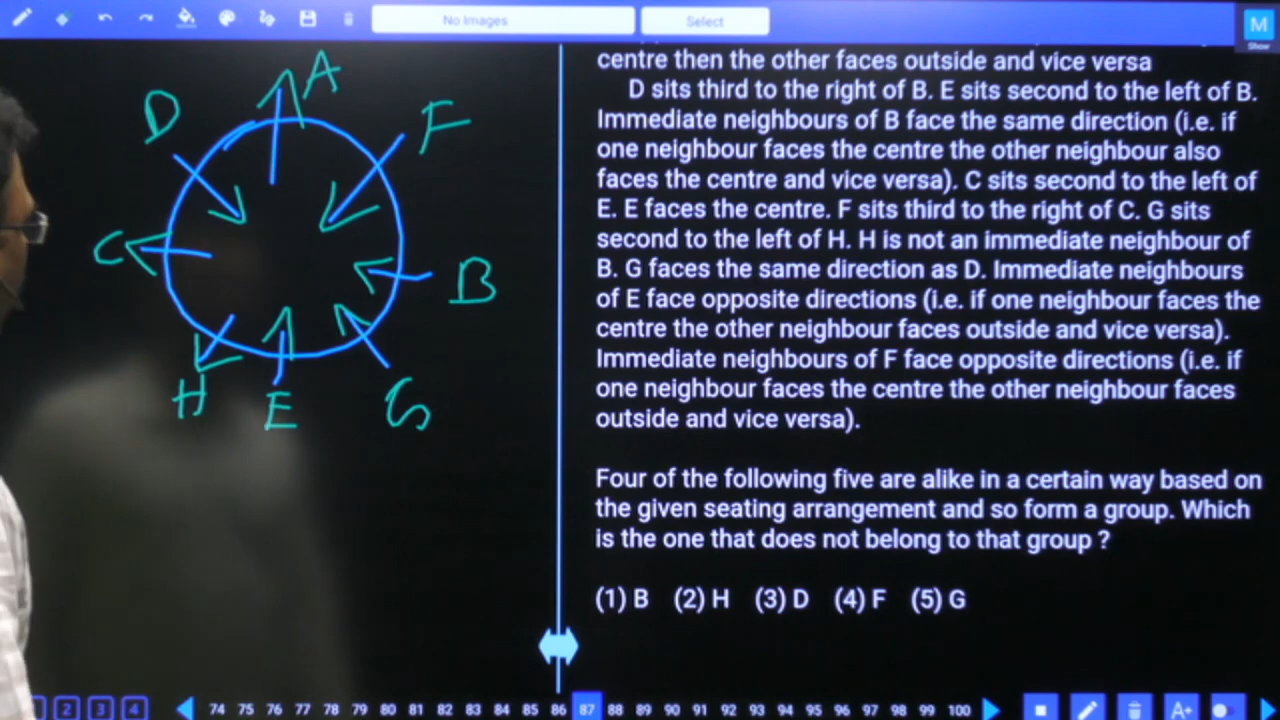 No Images
Select
M
Show
A
D
F
C
B
H
E
G
centre then the other faces outside and vice versa
D sits third to the right of B. E sits second to the left of B.
Immediate neighbours of B face the same direction (i.e. if
one neighbour faces the centre the other neighbour also
faces the centre and vice versa). C sits second to the left of
E. E faces the centre. F sits third to the right of C. G sits
second to the left of H. H is not an immediate neighbour of
B. G faces the same direction as D. Immediate neighbours
of E face opposite directions (i.e. if one neighbour faces the
centre the other neighbour faces outside and vice versa).
Immediate neighbours of F face opposite directions (i.e. if
one neighbour faces the centre the other neighbour faces
outside and vice versa).
Four of the following five are alike in a certain way based on
the given seating arrangement and so form a group. Which
is the one that does not belong to that group ?
(1) B (2) H (3) D (4) F (5) G
2 3 4 74 75 76 77 78 79 80 81 82 83 84 85 86 87 88 89 90 91 92 93 94 95 96 97 98 99 100 A+